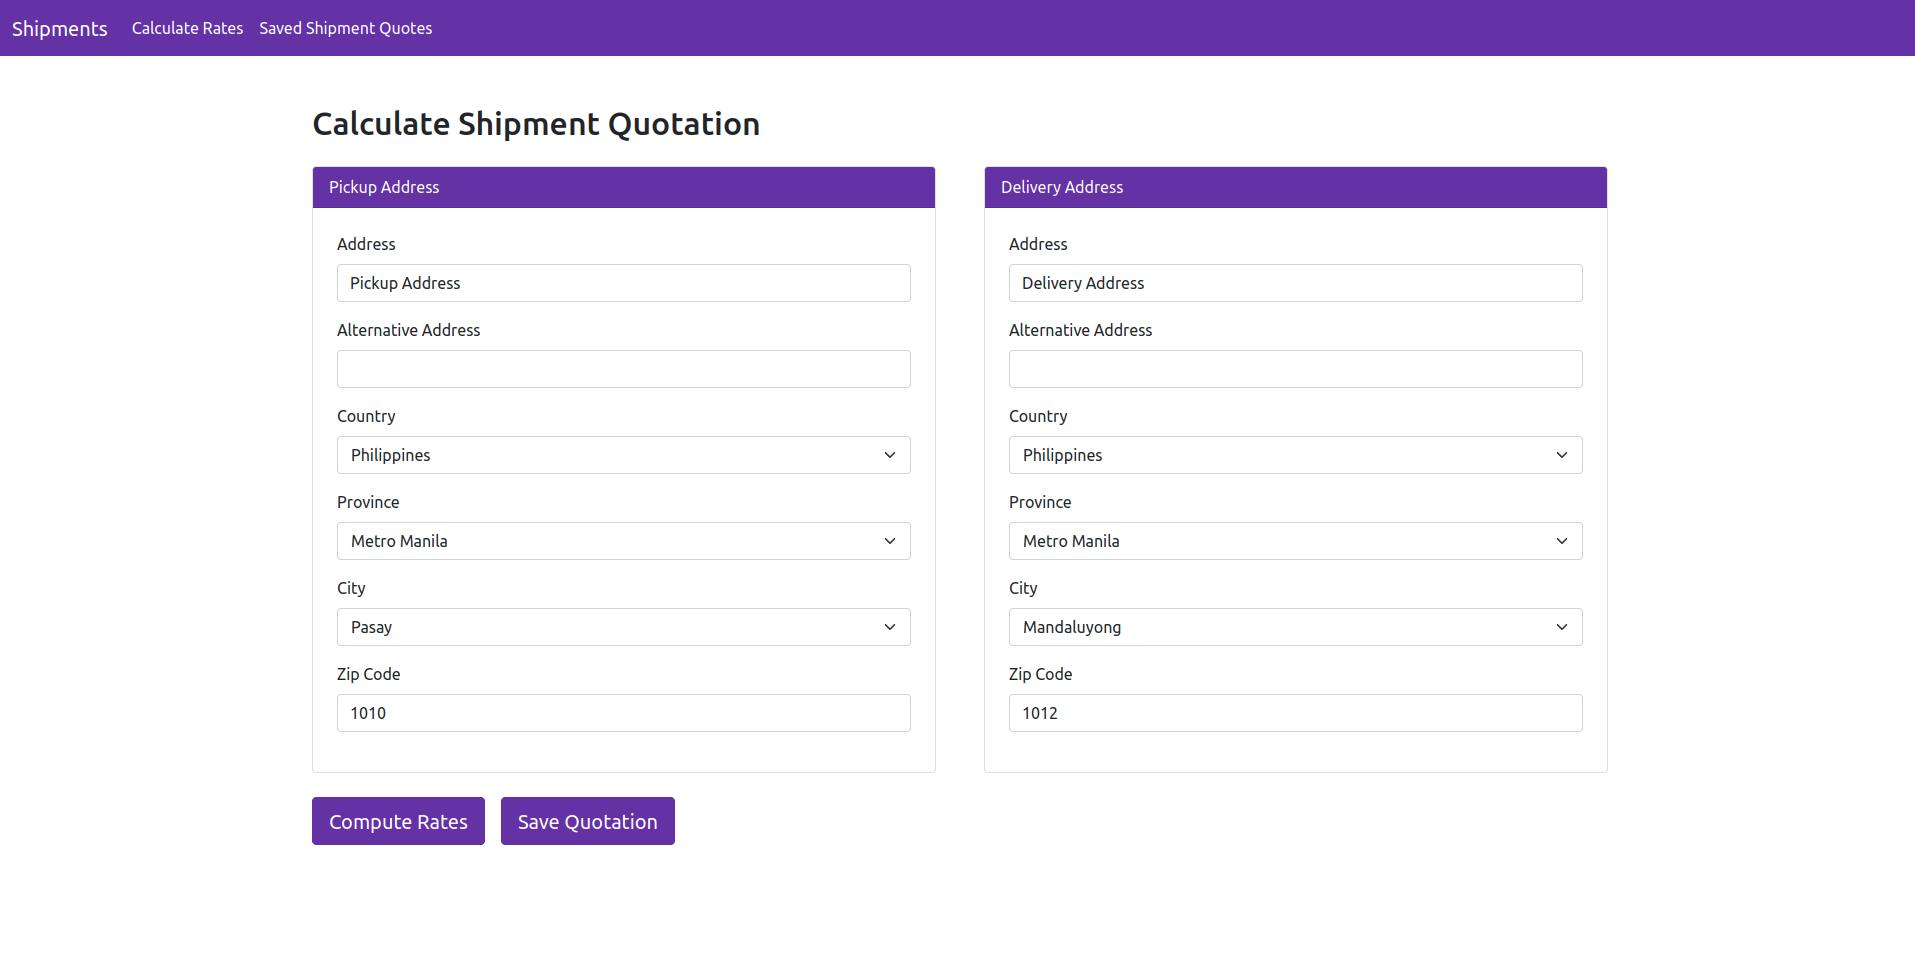 Shipments Calculate Rates Saved Shipment Quotes
Calculate Shipment Quotation
Pickup Address
Address
Pickup Address
Alternative Address
Country
Philippines
Province
Metro Manila
City
Pasay
Zip Code
1010
Delivery Address
Address
Delivery Address
Alternative Address
Country
Philippines
Province
Metro Manila
City
Mandaluyong
Zip Code
1012
Compute Rates Save Quotation